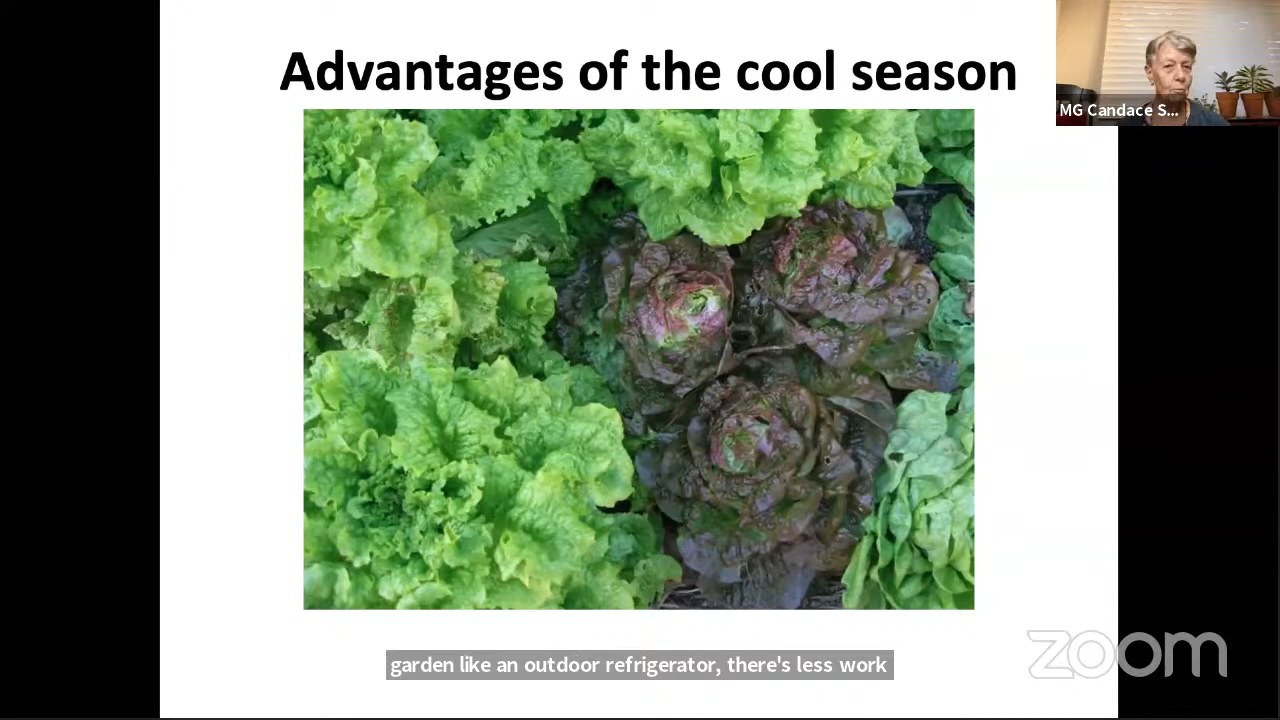 Advantages of the cool season
MG Candace S...
garden like an outdoor refrigerator, there's less work
zoom